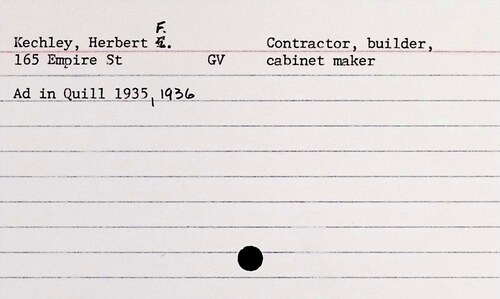 Kechley, Herbert F. Contractor, builder,
165 Empire St GV cabinet maker
Ad in Quill 1935, 1936